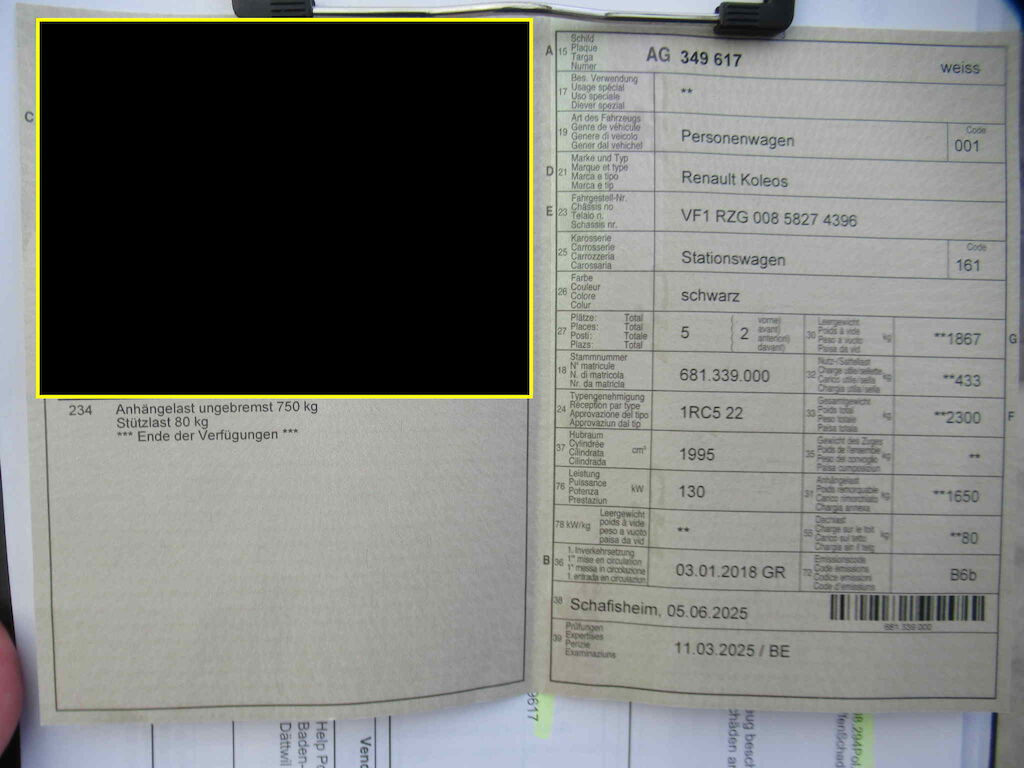 C
234 Anhängelast ungebremst 750 kg
Stützlast 80 kg
*** Ende der Verfügungen ***
A 15 Schild
Plaque
Targa
Numer
AG 349 617 weiss
17 Bes. Verwendung
Usage spécial
Uso speciale
Diever spezial
**
19 Art des Fahrzeugs
Genre de véhicule
Genere di veicolo
Gener dal vehichel
Personenwagen
Code
001
D 21 Marke und Typ
Marque et type
Marca e tipo
Marca e tip
Renault Koleos
E 23 Fahrgestell-Nr.
Châssis no
Telaio n.
Schassis nr.
VF1 RZG 008 5827 4396
25 Karosserie
Carrosserie
Carrozzeria
Carossaria
Stationswagen
Code
161
26 Farbe
Couleur
Colore
Colur
schwarz
27 Plätze: Total
Places: Total
Posti: Totale
Plazs: Total
5 ( 2 vorne)
avant)
anteriori)
davant)
30 Leergewicht
Poids à vide
Peso a vuoto
Paisa da vid
kg
**1867
G
18 Stammnummer
N° matricule
N. di matricola
Nr. da matricla
681.339.000
32 Nutz-/Sattellast
Charge utile/sellette
Carico utile/sella
Chargia utila/sella
kg
**433
24 Typengenehmigung
Réception par type
Approvazione del tipo
Approvaziun dal tip
1RC5 22
33 Gesamtgewicht
Poids total
Peso totale
Paisa totala
kg
**2300
F
37 Hubraum
Cylindrée
Cilindrata
Cilindrada
cm³
1995
35 Gewicht des Zuges
Poids de l'ensemble
Peso del convoglio
Paisa cumposiziun
kg
**
76 Leistung
Puissance
Potenza
Prestaziun
kW
130
31 Anhängelast
Poids remorquable
Carico rimorchiato
Chargia annexa
kg
**1650
78 kW/kg Leergewicht
poids à vide
peso a vuoto
paisa da vid
**
55 Dachlast
Charge sur le toit
Carico sul tetto
Chargia sin il tetg
kg
**80
B 36 1. Inverkehrsetzung
1re mise en circulation
1a messa in circolazione
1. entrada en circulaziun
03.01.2018 GR
72 Emissionscode
Code émissions
Codice emissioni
Code d'emissiuns
B6b
38 Schafisheim, 05.06.2025
681.339.000
39 Prüfungen
Expertises
Perizie
Examinaziuns
11.03.2025 / BE
9617
Help Po
Baden-
Dättwil
Vend